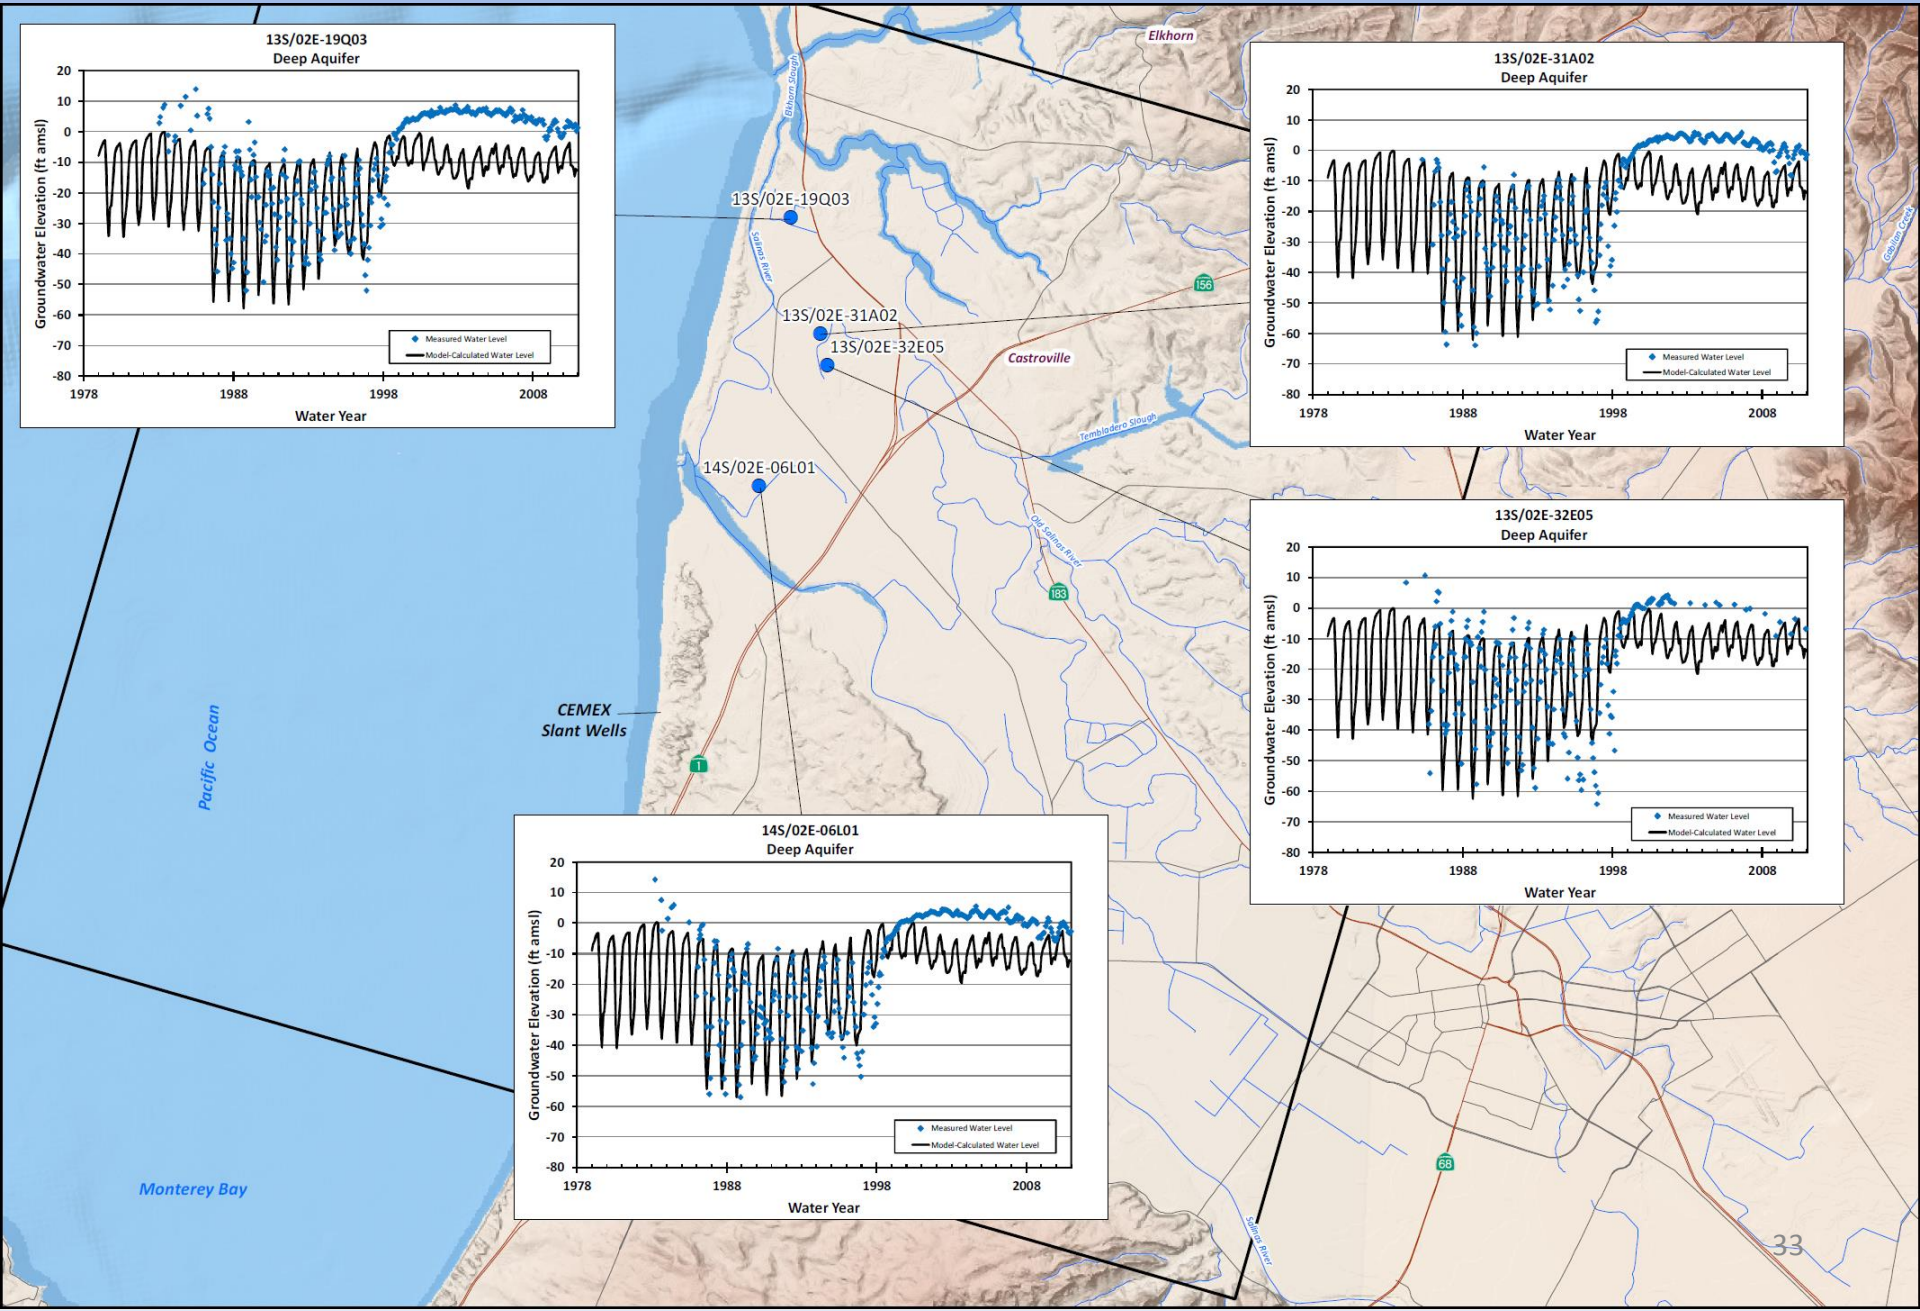 13S/02E-19Q03
Deep Aquifer
Groundwater Elevation (ft amsl)
20
10
0
-10
-20
-30
-40
-50
-60
-70
-80
Measured Water Level
Model-Calculated Water Level
1978
1988
1998
2008
Water Year
Elkhorn
Elkhorn Slough
13S/02E-31A02
Deep Aquifer
Groundwater Elevation (ft amsl)
20
10
0
-10
-20
-30
-40
-50
-60
-70
-80
Measured Water Level
Model-Calculated Water Level
1978
1988
1998
2008
Water Year
Gabilan Creek
13S/02E-19Q03
Salinas River
156
13S/02E-31A02
13S/02E-32E05
Castroville
Tembladero Slough
14S/02E-06L01
Old Salinas River
183
13S/02E-32E05
Deep Aquifer
Groundwater Elevation (ft amsl)
20
10
0
-10
-20
-30
-40
-50
-60
-70
-80
Measured Water Level
Model-Calculated Water Level
1978
1988
1998
2008
Water Year
CEMEX
Slant Wells
1
Pacific Ocean
14S/02E-06L01
Deep Aquifer
Groundwater Elevation (ft amsl)
20
10
0
-10
-20
-30
-40
-50
-60
-70
-80
Measured Water Level
Model-Calculated Water Level
1978
1988
1998
2008
Water Year
Monterey Bay
68
Salinas River
33